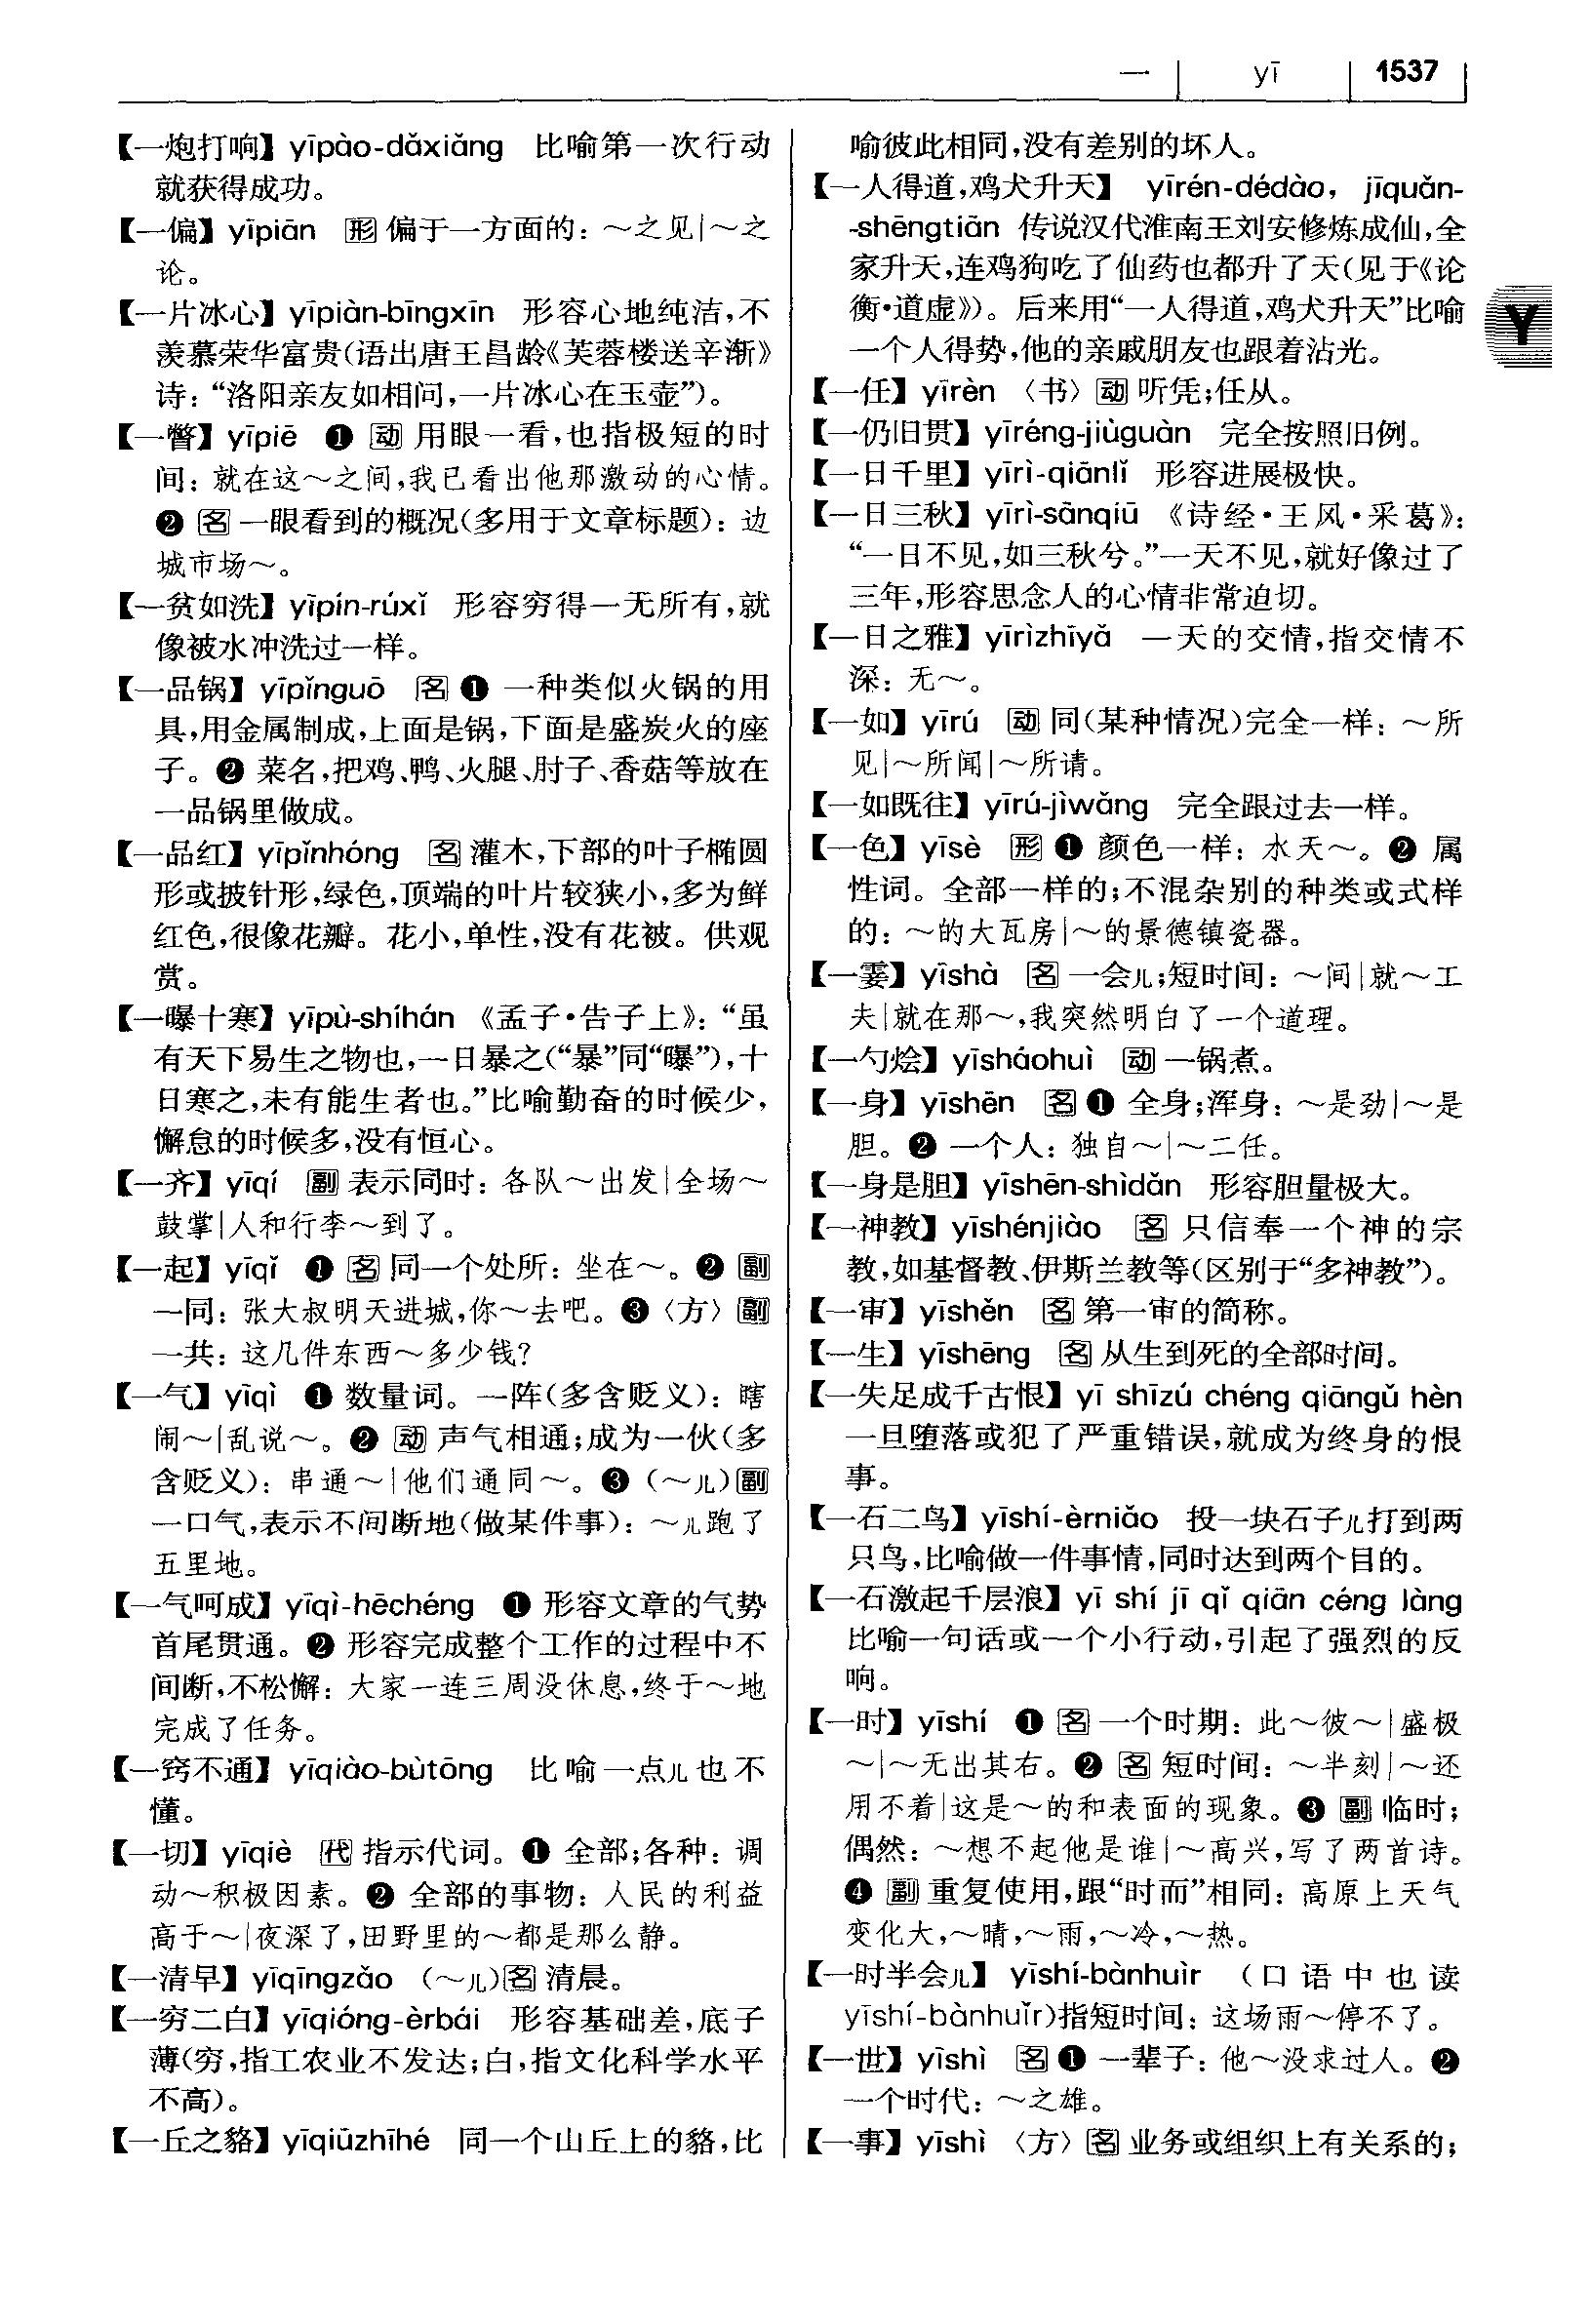 一 yī 1537
【一炮打响】yīpào-dǎxiǎng 比喻第一次行动
就获得成功。
【一偏】yīpiān 形 偏于一方面的：～之见|～之
论。
【一片冰心】yīpiàn-bīngxīn 形容心地纯洁，不
羡慕荣华富贵(语出唐王昌龄《芙蓉楼送辛渐》
诗：“洛阳亲友如相问，一片冰心在玉壶”)。
【一瞥】yīpiē ❶ 动 用眼一看，也指极短的时
间：就在这～之间，我已看出他那激动的心情。
❷ 名 一眼看到的概况(多用于文章标题)：边
城市场～。
【一贫如洗】yīpín-rúxǐ 形容穷得一无所有，就
像被水冲洗过一样。
【一品锅】yīpǐnguō 名 ❶ 一种类似火锅的用
具，用金属制成，上面是锅，下面是盛炭火的座
子。❷ 菜名，把鸡、鸭、火腿、肘子、香菇等放在
一品锅里做成。
【一品红】yīpǐnhóng 名 灌木，下部的叶子椭圆
形或披针形，绿色，顶端的叶片较狭小，多为鲜
红色，很像花瓣。花小，单性，没有花被。供观
赏。
【一曝十寒】yīpù-shíhán 《孟子·告子上》：“虽
有天下易生之物也，一日暴之(“暴”同“曝”)，十
日寒之，未有能生者也。”比喻勤奋的时候少，
懈怠的时候多，没有恒心。
【一齐】yīqí 副 表示同时：各队～出发|全场～
鼓掌|人和行李～到了。
【一起】yīqǐ ❶ 名 同一个处所：坐在～。❷ 副
一同：张大叔明天进城，你～去吧。❸〈方〉副
一共：这几件东西～多少钱？
【一气】yīqì ❶ 数量词。一阵(多含贬义)：瞎
闹～|乱说～。❷ 动 声气相通；成为一伙(多
含贬义)：串通～|他们通同～。❸ (～儿)副
一口气，表示不间断地(做某件事)：～儿跑了
五里地。
【一气呵成】yīqì-hēchéng ❶ 形容文章的气势
首尾贯通。❷ 形容完成整个工作的过程中不
间断，不松懈：大家一连三周没休息，终于～地
完成了任务。
【一窍不通】yīqiào-bùtōng 比喻一点儿也不
懂。
【一切】yīqiè 代 指示代词。❶ 全部；各种：调
动～积极因素。❷ 全部的事物：人民的利益
高于～|夜深了，田野里的～都是那么静。
【一清早】yīqīngzǎo (～儿)名 清晨。
【一穷二白】yīqióng-èrbái 形容基础差，底子
薄(穷，指工农业不发达；白，指文化科学水平
不高)。
【一丘之貉】yīqiūzhīhé 同一个山丘上的貉，比
喻彼此相同，没有差别的坏人。
【一人得道，鸡犬升天】 yīrén-dédào, jīquǎn-
-shēngtiān 传说汉代淮南王刘安修炼成仙，全
家升天，连鸡狗吃了仙药也都升了天(见于《论
衡·道虚》)。后来用“一人得道，鸡犬升天”比喻
一个人得势，他的亲戚朋友也跟着沾光。
Y
【一任】yīrèn 〈书〉动 听凭；任从。
【一仍旧贯】yīréng-jiùguàn 完全按照旧例。
【一日千里】yīrì-qiānlǐ 形容进展极快。
【一日三秋】yīrì-sānqiū 《诗经·王风·采葛》：
“一日不见，如三秋兮。”一天不见，就好像过了
三年，形容思念人的心情非常迫切。
【一日之雅】yīrìzhīyǎ 一天的交情，指交情不
深：无～。
【一如】yīrú 动 同(某种情况)完全一样：～所
见|～所闻|～所请。
【一如既往】yīrú-jìwǎng 完全跟过去一样。
【一色】yīsè 形 ❶ 颜色一样：水天～。❷ 属
性词。全部一样的；不混杂别的种类或式样
的：～的大瓦房|～的景德镇瓷器。
【一霎】yīshà 名 一会儿；短时间：～间|就～工
夫|就在那～，我突然明白了一个道理。
【一勺烩】yīsháohuì 动 一锅煮。
【一身】yīshēn 名 ❶ 全身；浑身：～是劲|～是
胆。❷ 一个人：独自～|～二任。
【一身是胆】yīshēn-shìdǎn 形容胆量极大。
【一神教】yīshénjiào 名 只信奉一个神的宗
教，如基督教、伊斯兰教等(区别于“多神教”)。
【一审】yīshěn 名 第一审的简称。
【一生】yīshēng 名 从生到死的全部时间。
【一失足成千古恨】yī shīzú chéng qiāngǔ hèn
一旦堕落或犯了严重错误，就成为终身的恨
事。
【一石二鸟】yīshí-èrniǎo 投一块石子儿打到两
只鸟，比喻做一件事情，同时达到两个目的。
【一石激起千层浪】yī shí jī qǐ qiān céng làng
比喻一句话或一个小行动，引起了强烈的反
响。
【一时】yīshí ❶ 名 一个时期：此～彼～|盛极
～|～无出其右。❷ 名 短时间：～半刻|～还
用不着|这是～的和表面的现象。❸ 副 临时；
偶然：～想不起他是谁|～高兴，写了两首诗。
❹ 副 重复使用，跟“时而”相同：高原上天气
变化大，～晴，～雨，～冷，～热。
【一时半会儿】 yīshí-bànhuìr (口语中也读
yīshí-bànhuǐr)指短时间：这场雨～停不了。
【一世】yīshì 名 ❶ 一辈子：他～没求过人。❷
一个时代：～之雄。
【一事】yīshì 〈方〉名 业务或组织上有关系的；